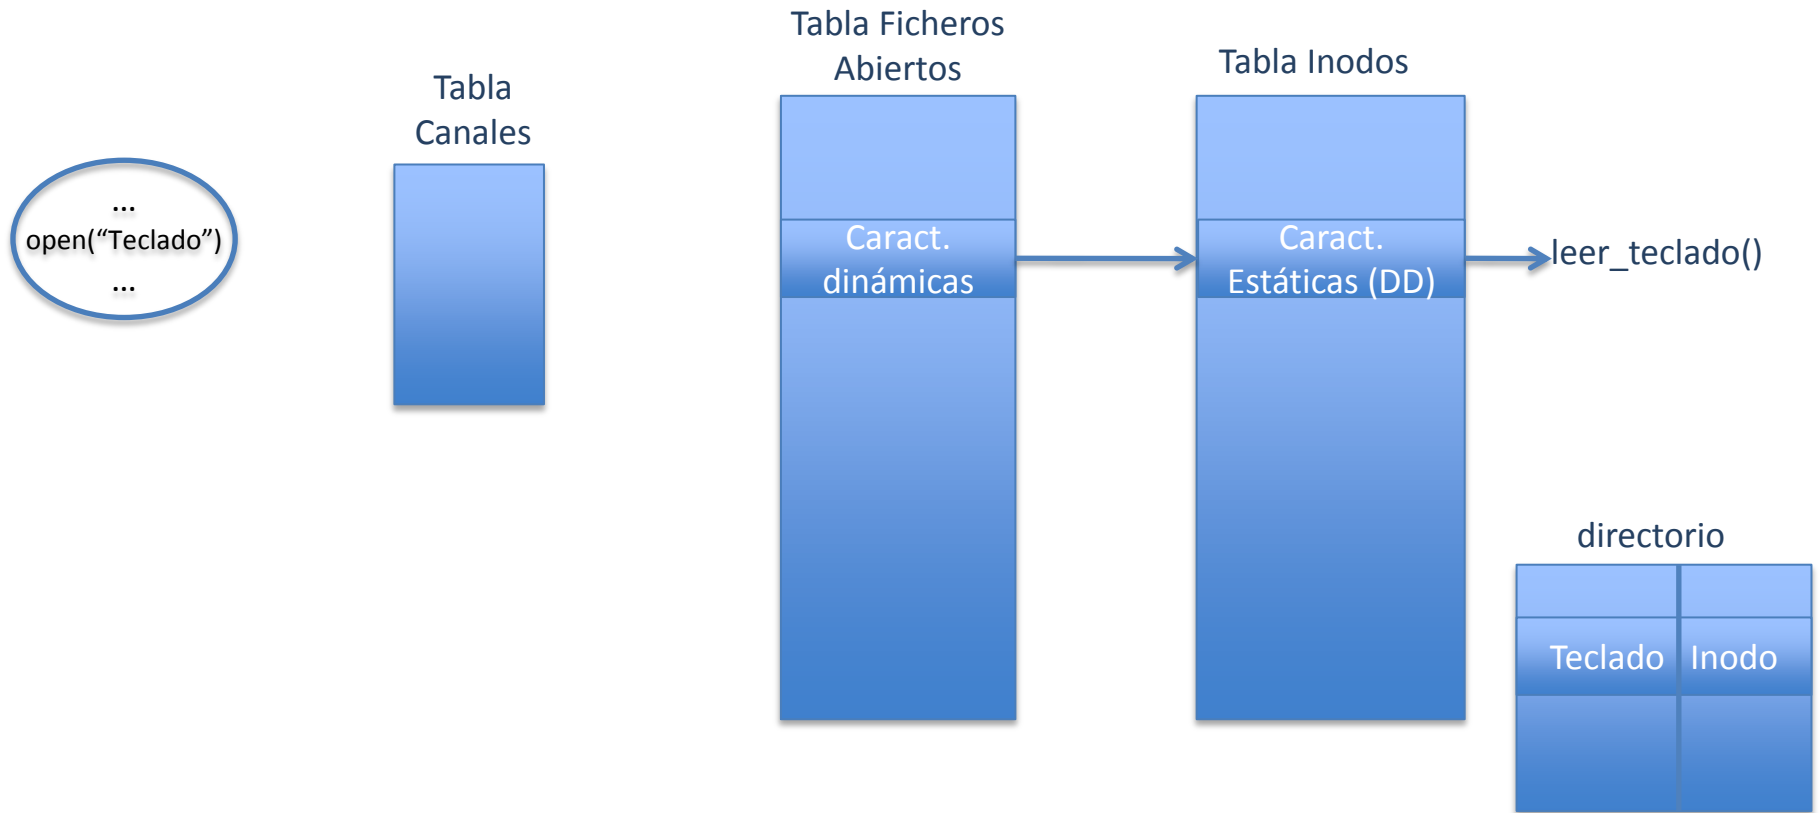 Tabla Ficheros
Abiertos
Tabla Inodos
Tabla
Canales
...
open(“Teclado”)
...
Caract.
dinámicas
Caract.
Estáticas (DD)
leer_teclado()
directorio
Teclado Inodo